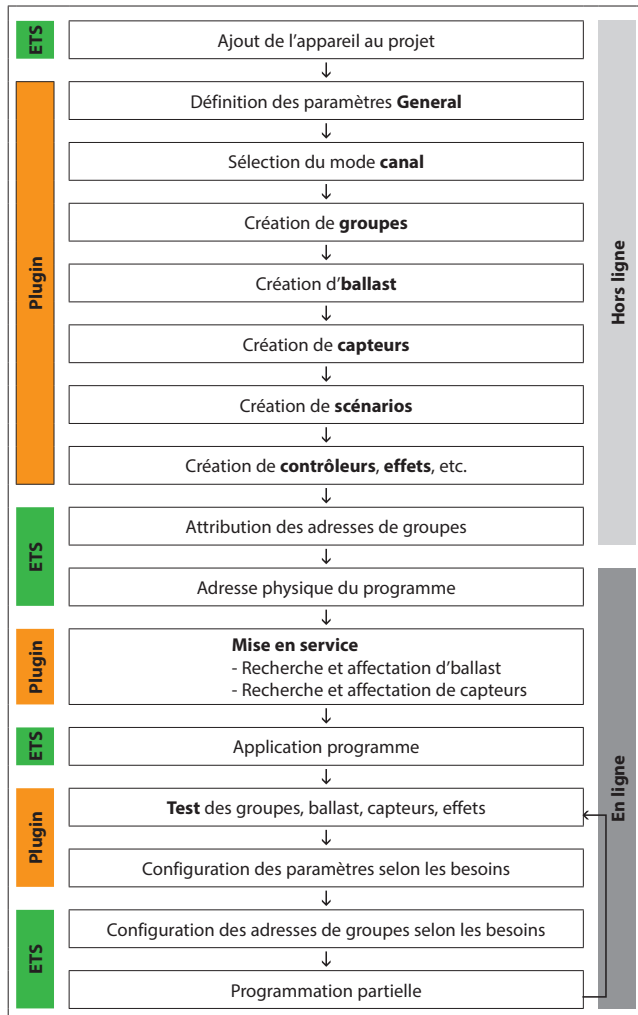 ETS
Ajout de l'appareil au projet
Plugin
Définition des paramètres General
Sélection du mode canal
Création de groupes
Création d'ballast
Création de capteurs
Création de scénarios
Création de contrôleurs, effets, etc.
Hors ligne
ETS
Attribution des adresses de groupes
Adresse physique du programme
Plugin
Mise en service
- Recherche et affectation d'ballast
- Recherche et affectation de capteurs
ETS
Application programme
Plugin
Test des groupes, ballast, capteurs, effets
Configuration des paramètres selon les besoins
En ligne
ETS
Configuration des adresses de groupes selon les besoins
Programmation partielle